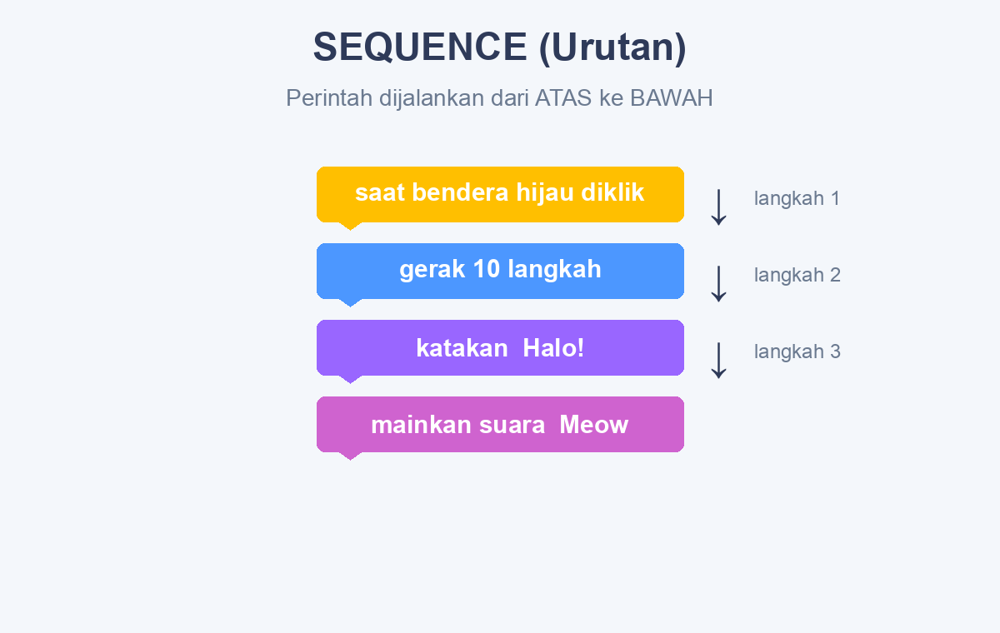 SEQUENCE (Urutan)
Perintah dijalankan dari ATAS ke BAWAH
saat bendera hijau diklik
langkah 1
gerak 10 langkah
langkah 2
katakan  Halo!
langkah 3
mainkan suara  Meow